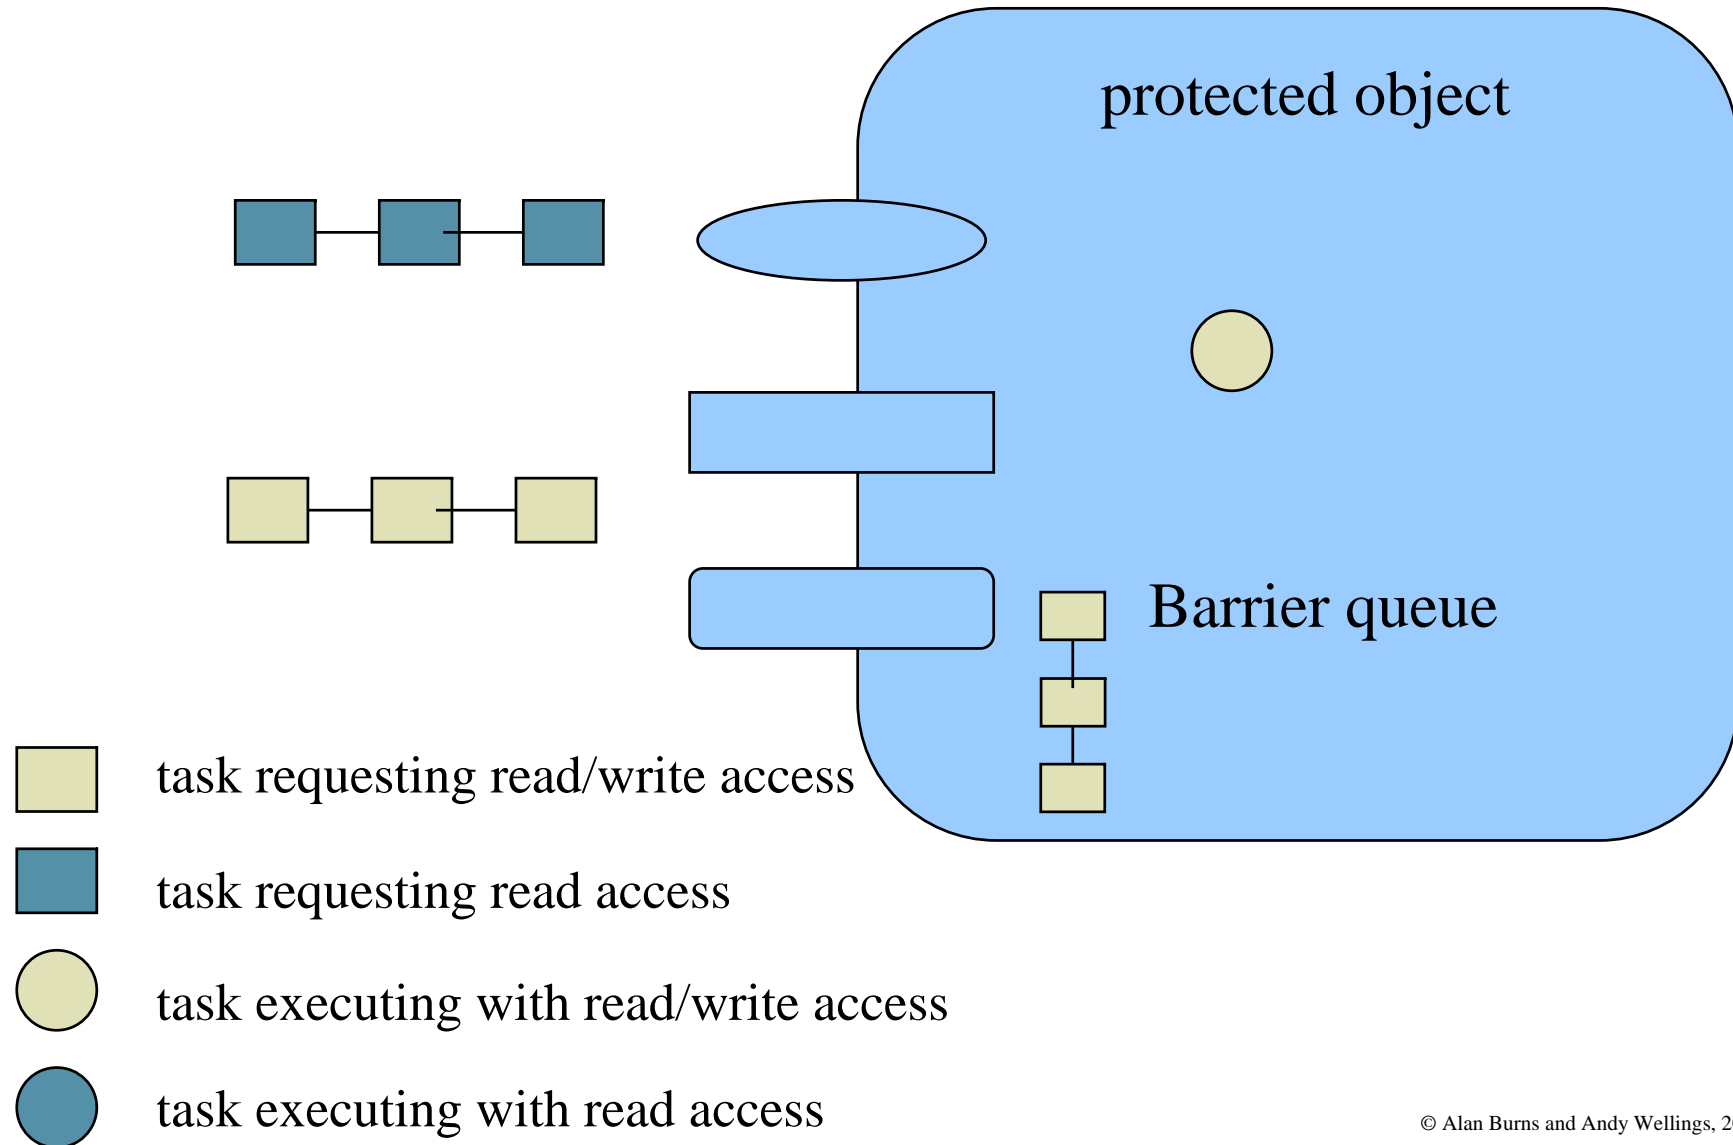 protected object
Barrier queue
task requesting read/write access
task requesting read access
task executing with read/write access
task executing with read access
© Alan Burns and Andy Wellings,